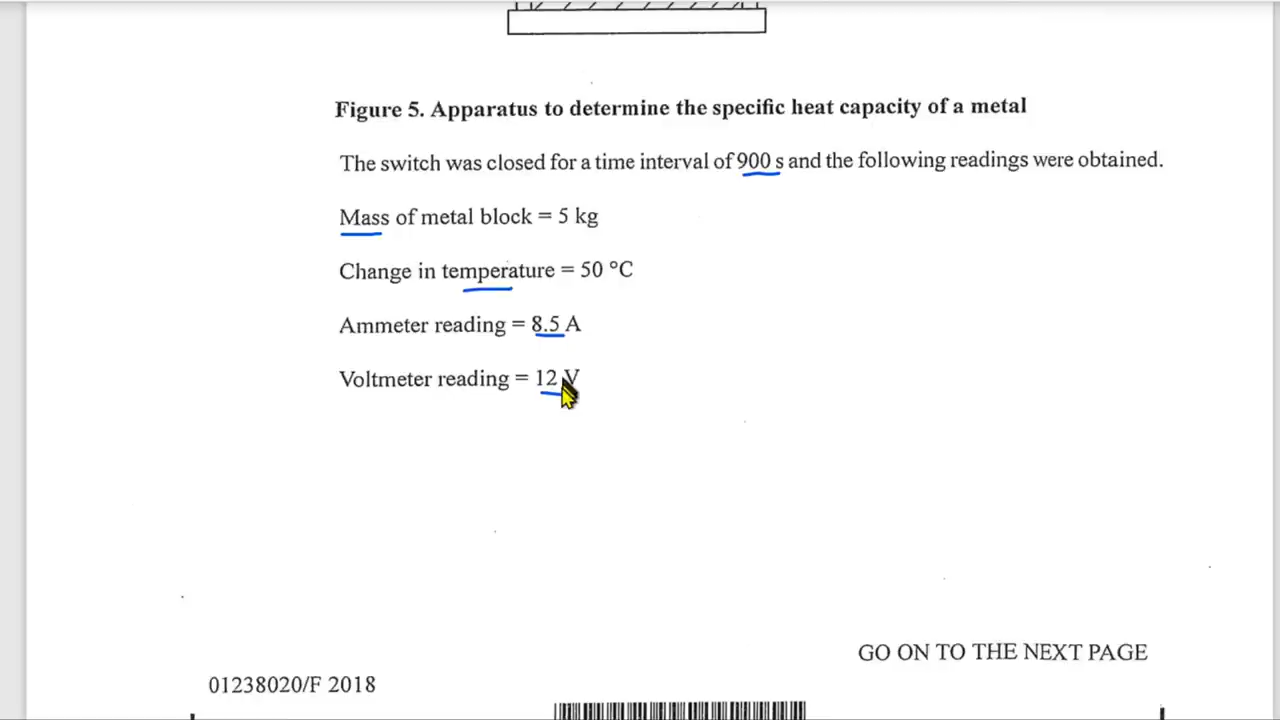 Figure 5. Apparatus to determine the specific heat capacity of a metal
The switch was closed for a time interval of 900 s and the following readings were obtained.
Mass of metal block = 5 kg
Change in temperature = 50 °C
Ammeter reading = 8.5 A
Voltmeter reading = 12 V
GO ON TO THE NEXT PAGE
01238020/F 2018